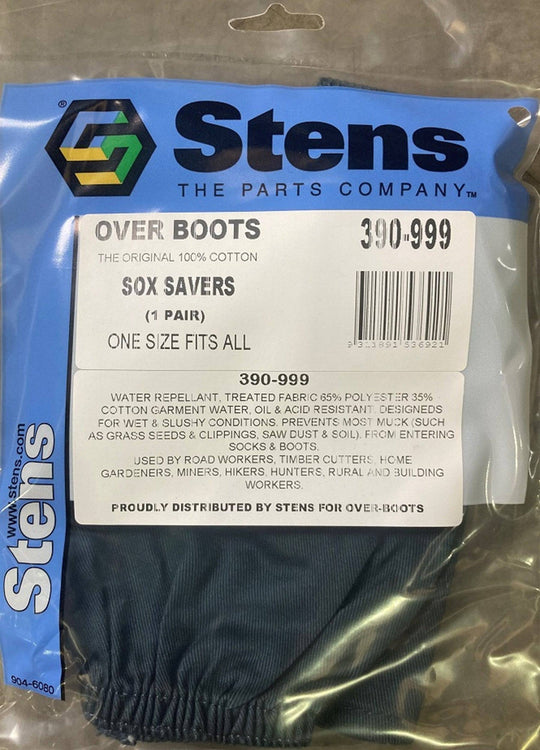 ®
Stens
THE PARTS COMPANY™
OVER BOOTS
390-999
THE ORIGINAL 100% COTTON
SOX SAVERS
(1 PAIR)
ONE SIZE FITS ALL
9 311891 536921
390-999
WATER REPELLANT, TREATED FABRIC 65% POLYESTER 35%
COTTON GARMENT WATER, OIL & ACID RESISTANT. DESIGNEDS
FOR WET & SLUSHY CONDITIONS. PREVENTS MOST MUCK (SUCH
AS GRASS SEEDS & CLIPPINGS, SAW DUST & SOIL). FROM ENTERING
SOCKS & BOOTS.
USED BY ROAD WORKERS, TIMBER CUTTERS, HOME
GARDENERS, MINERS, HIKERS, HUNTERS, RURAL AND BUILDING
WORKERS.
PROUDLY DISTRIBUTED BY STENS FOR OVER-BOOTS
www.stens.com
Stens
904-6080